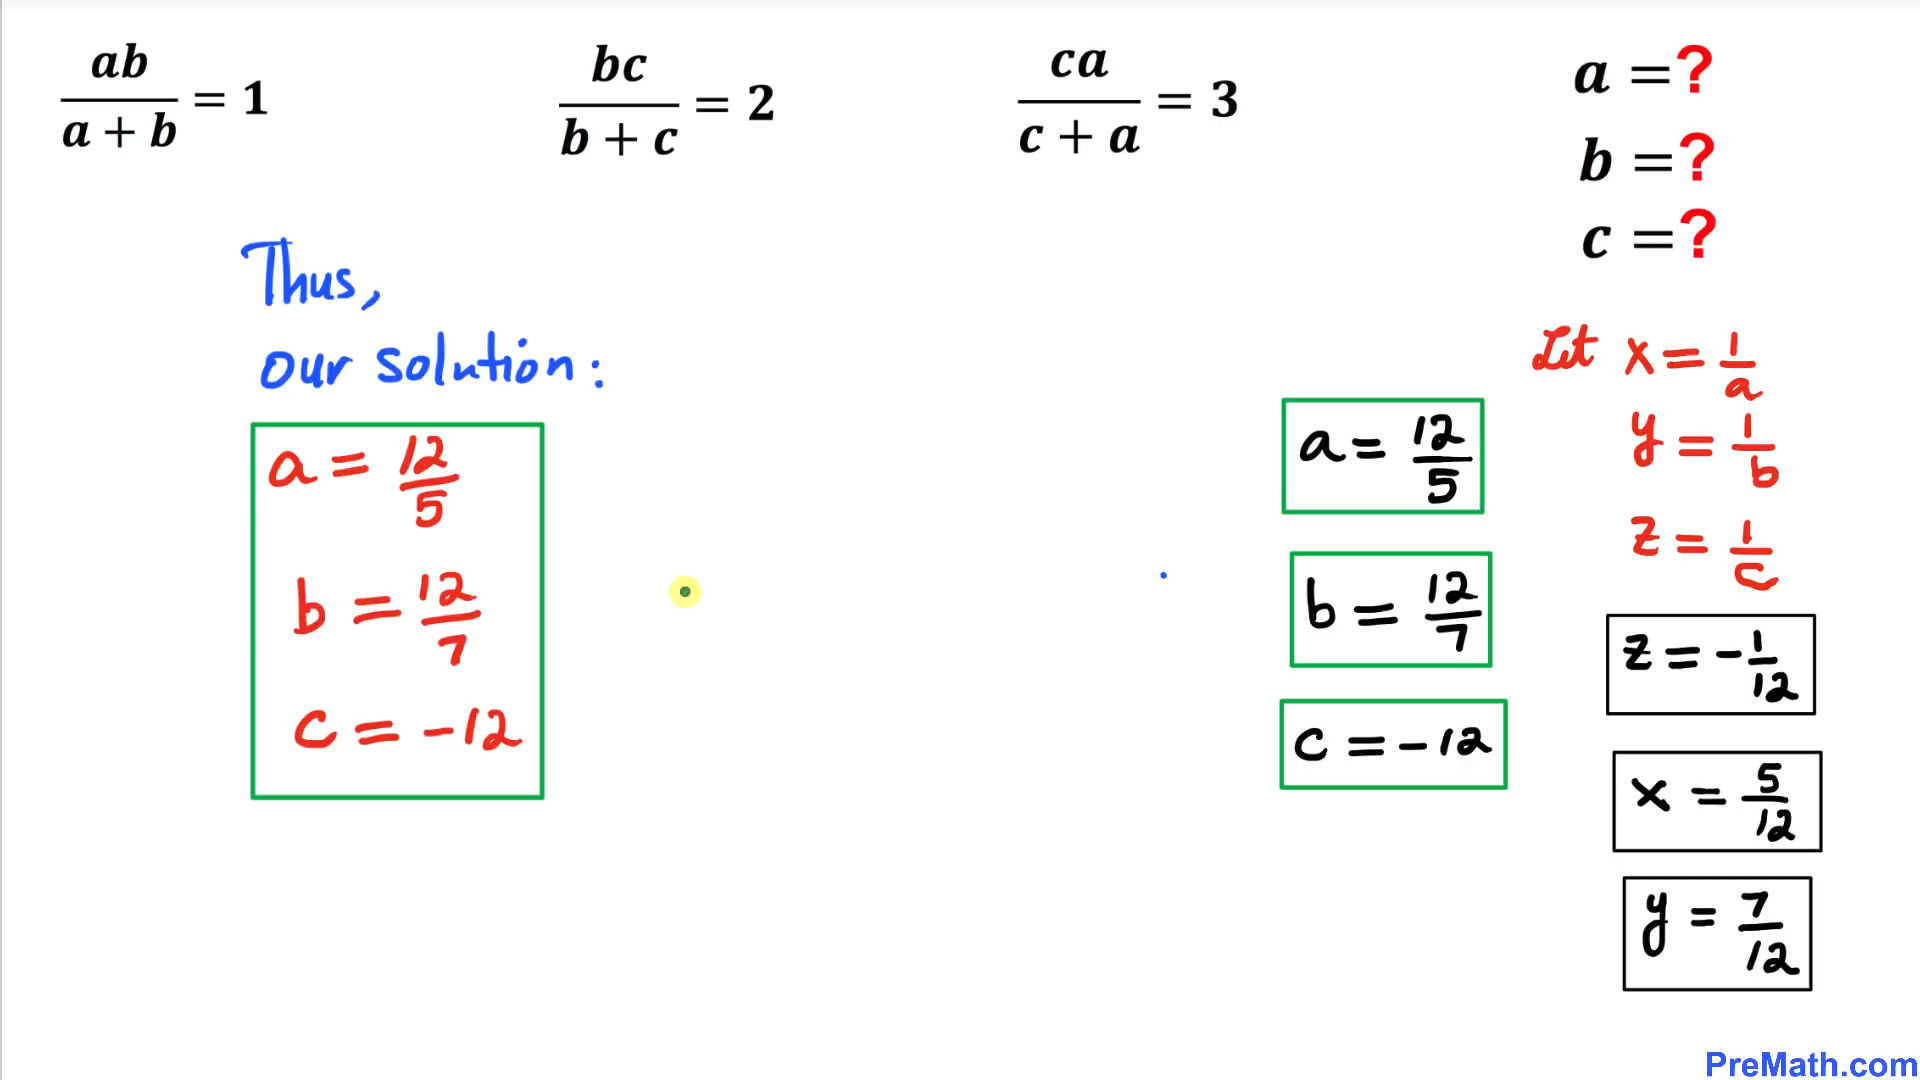 ab/(a + b) = 1
bc/(b + c) = 2
ca/(c + a) = 3
a =?
b =?
c =?
Thus,
our solution:
a = 12/5
b = 12/7
c = -12
a = 12/5
b = 12/7
c = -12
Let x = 1/a
y = 1/b
z = 1/c
z = -1/12
x = 5/12
y = 7/12
PreMath.com